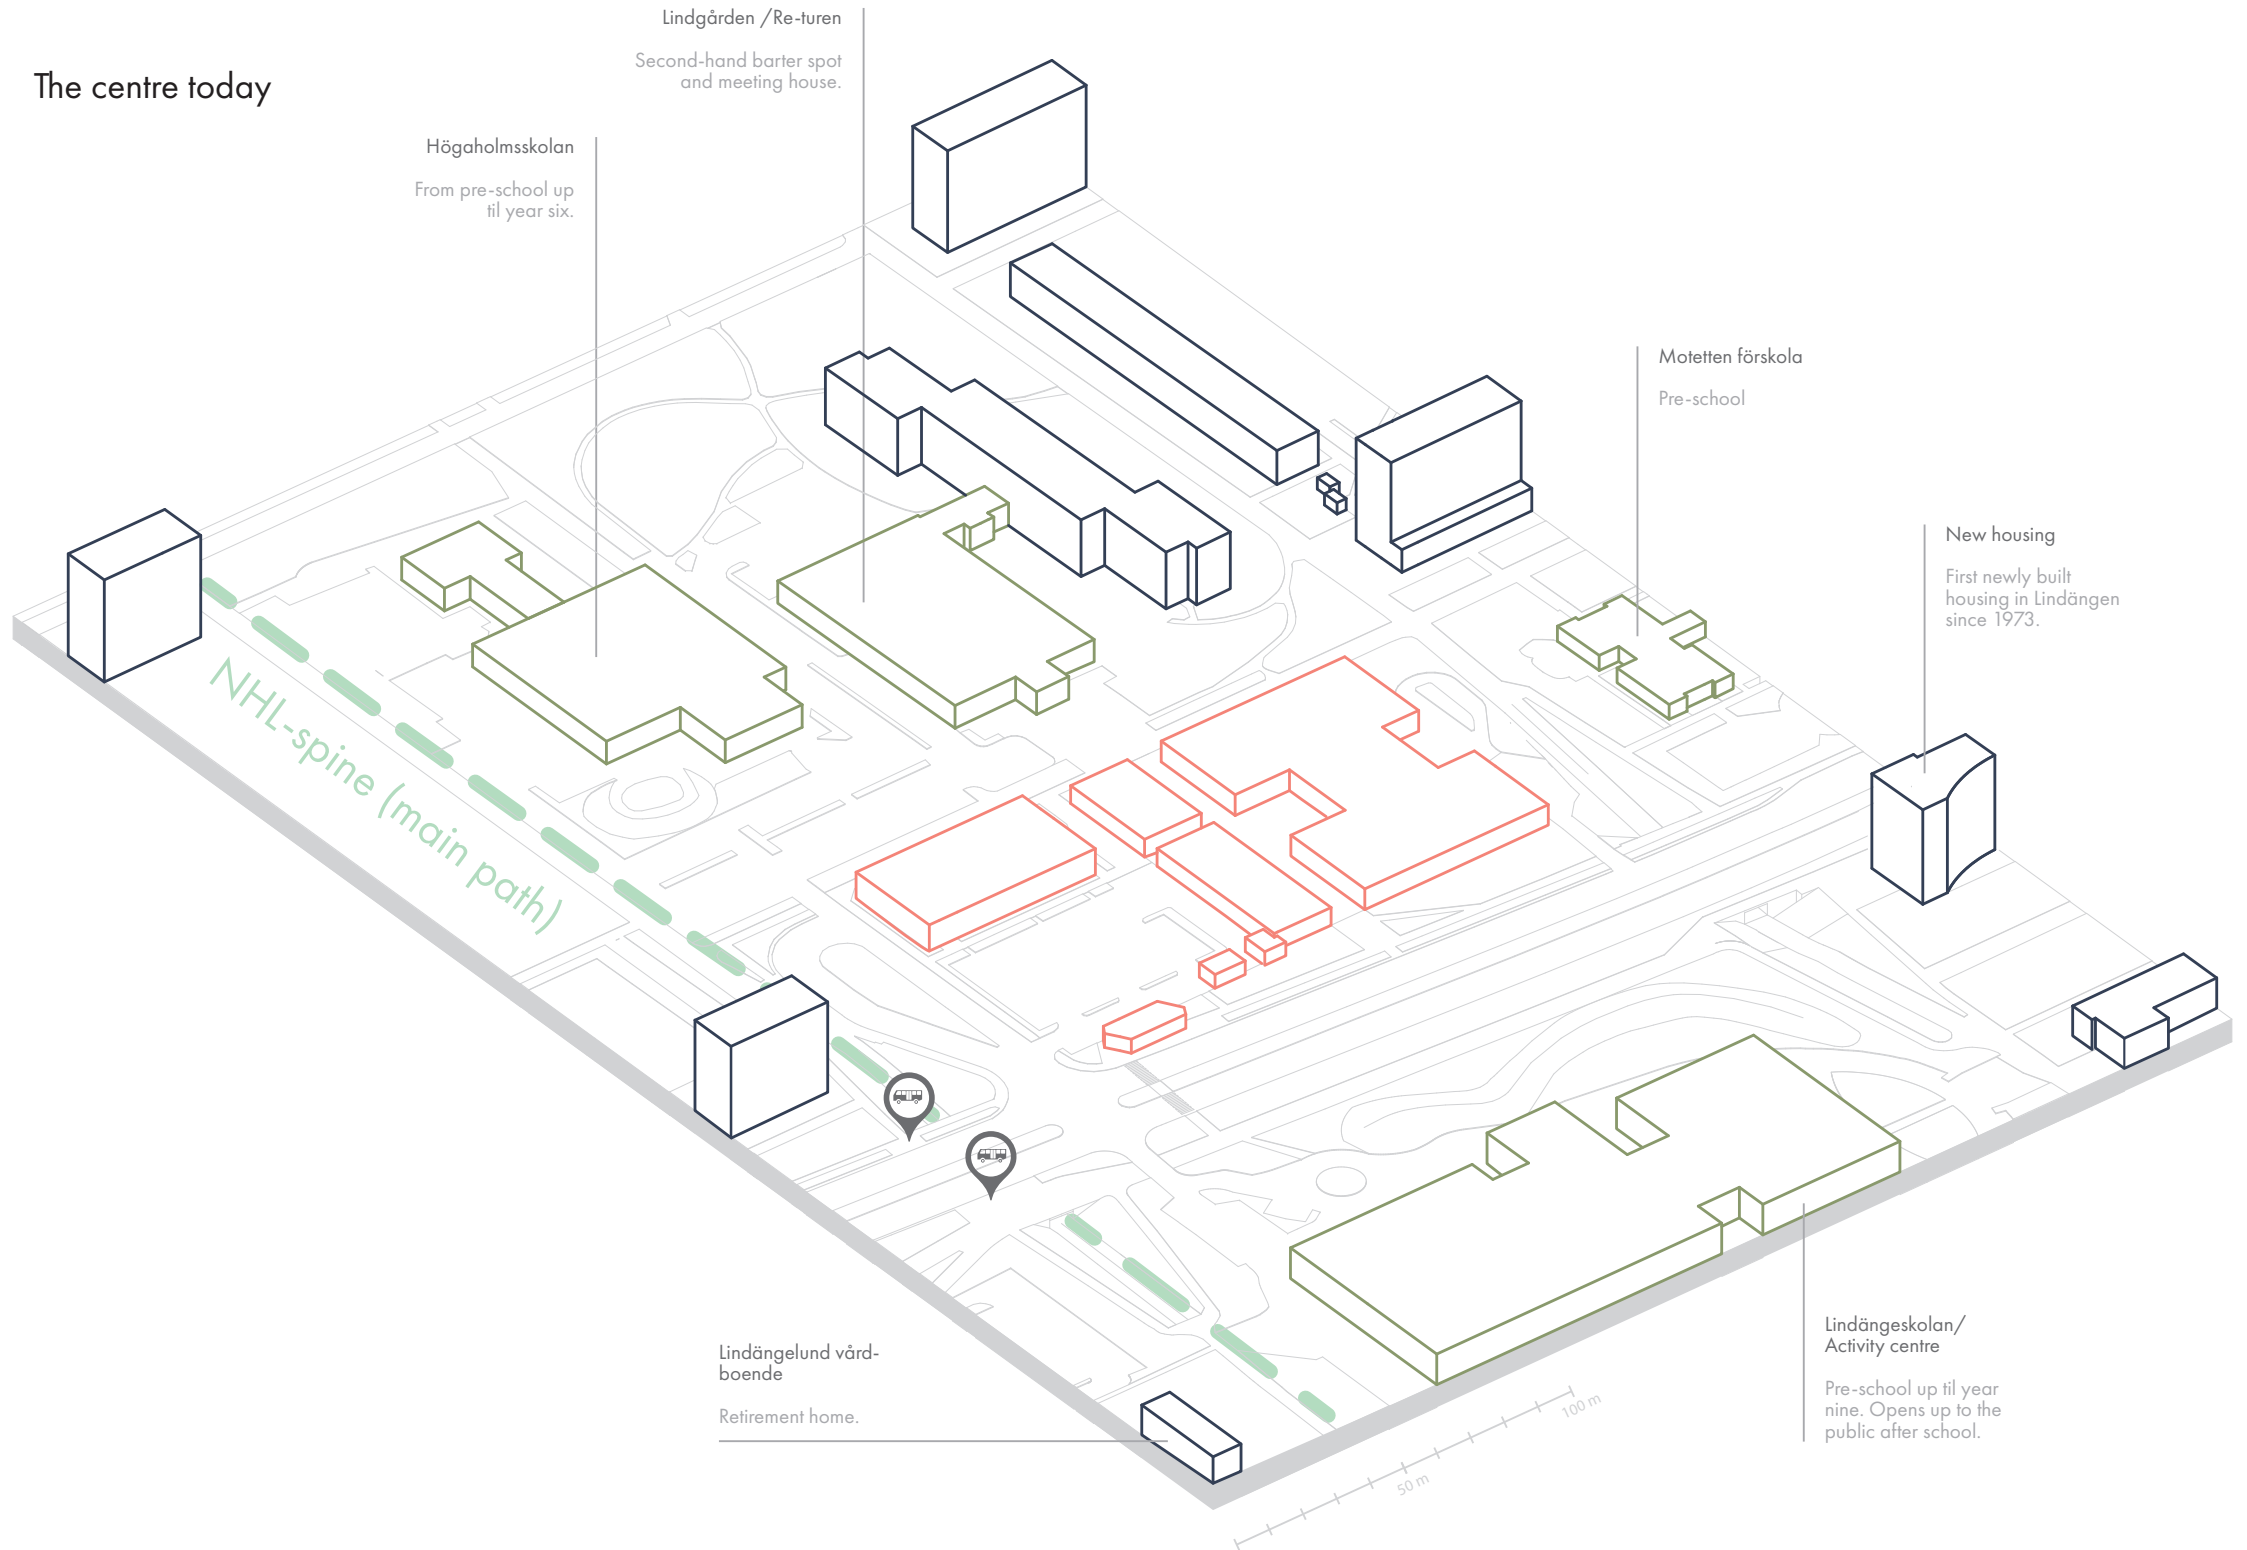 The centre today
Lindgården /Re-turen
Second-hand barter spot
and meeting house.
Högaholmsskolan
From pre-school up
til year six.
Motetten förskola
Pre-school
New housing
First newly built
housing in Lindängen
since 1973.
NHL-spine (main path)
Lindängelund vård-
boende
Retirement home.
Lindängeskolan/
Activity centre
Pre-school up til year
nine. Opens up to the
public after school.
50 m
100 m